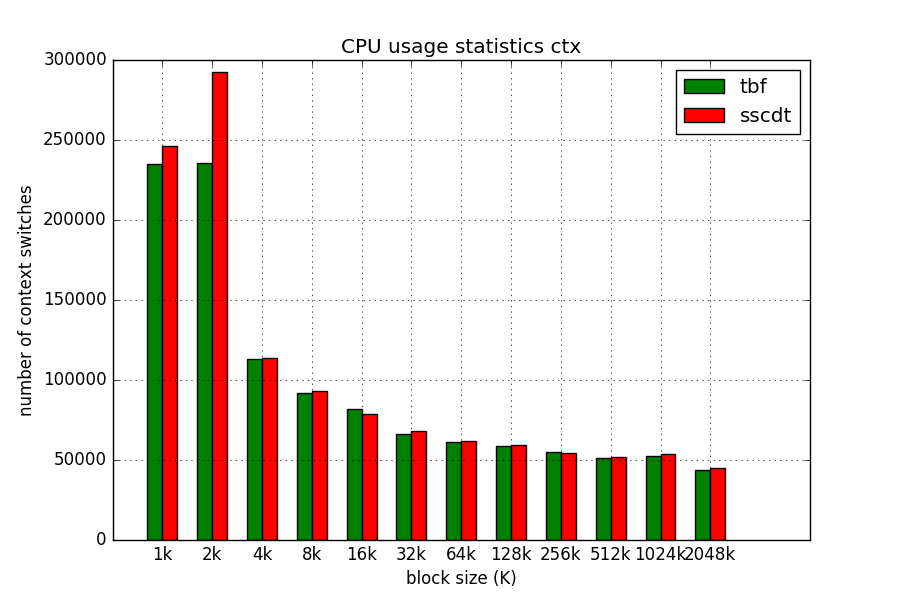 CPU usage statistics ctx
300000
250000
200000
150000
100000
50000
0
number of context switches
tbf
sscdt
1k 2k 4k 8k 16k 32k 64k 128k 256k 512k 1024k 2048k
block size (K)